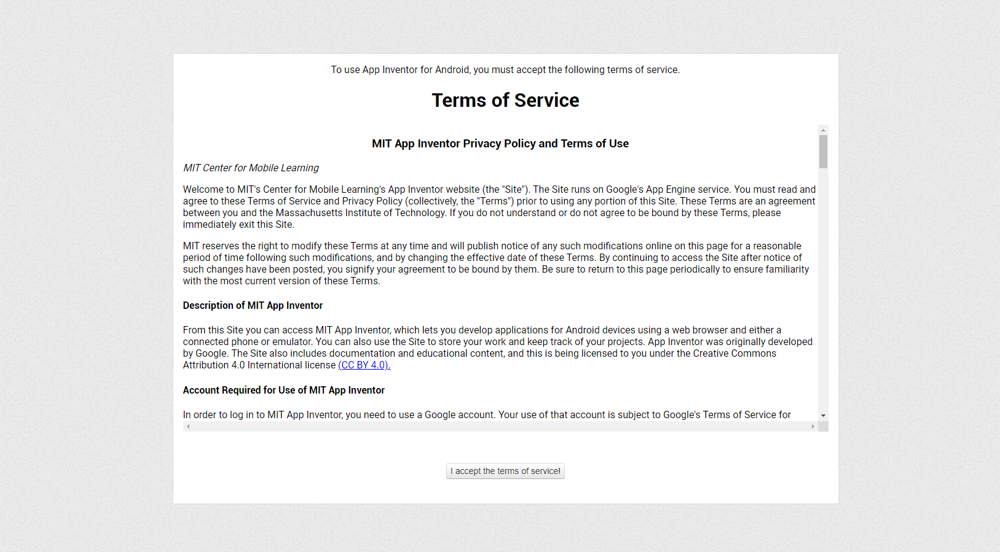 To use App Inventor for Android, you must accept the following terms of service.
Terms of Service
MIT App Inventor Privacy Policy and Terms of Use
MIT Center for Mobile Learning
Welcome to MIT's Center for Mobile Learning's App Inventor website (the "Site"). The Site runs on Google's App Engine service. You must read and
agree to these Terms of Service and Privacy Policy (collectively, the "Terms") prior to using any portion of this Site. These Terms are an agreement
between you and the Massachusetts Institute of Technology. If you do not understand or do not agree to be bound by these Terms, please
immediately exit this Site.
MIT reserves the right to modify these Terms at any time and will publish notice of any such modifications online on this page for a reasonable
period of time following such modifications, and by changing the effective date of these Terms. By continuing to access the Site after notice of
such changes have been posted, you signify your agreement to be bound by them. Be sure to return to this page periodically to ensure familiarity
with the most current version of these Terms.
Description of MIT App Inventor
From this Site you can access MIT App Inventor, which lets you develop applications for Android devices using a web browser and either a
connected phone or emulator. You can also use the Site to store your work and keep track of your projects. App Inventor was originally developed
by Google. The Site also includes documentation and educational content, and this is being licensed to you under the Creative Commons
Attribution 4.0 International license (CC BY 4.0).
Account Required for Use of MIT App Inventor
In order to log in to MIT App Inventor, you need to use a Google account. Your use of that account is subject to Google's Terms of Service for
I accept the terms of service!